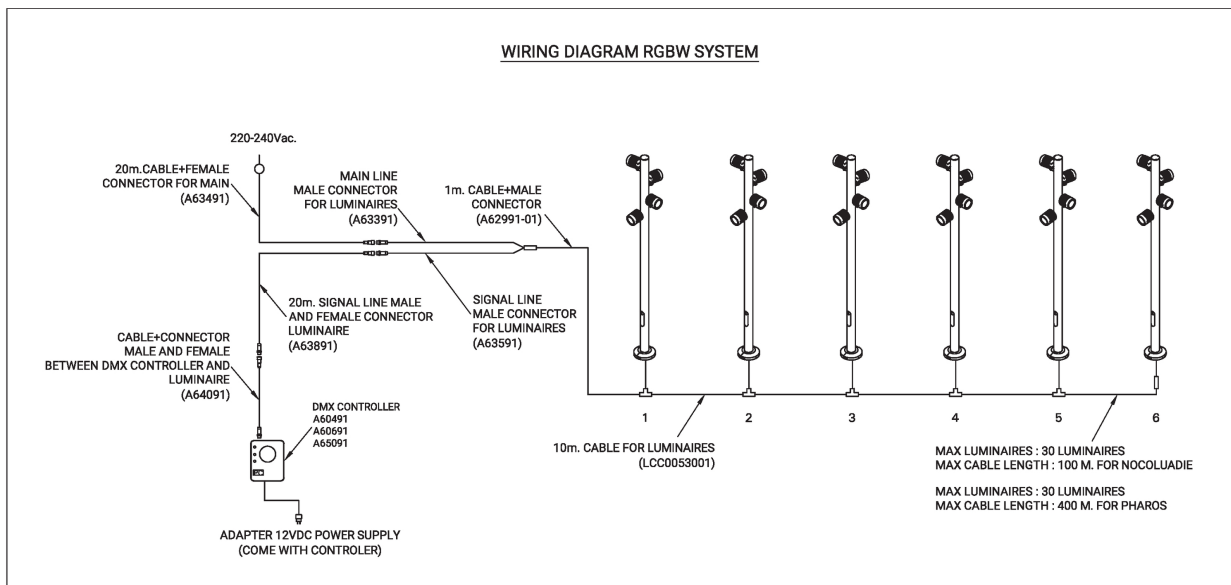 WIRING DIAGRAM RGBW SYSTEM
220-240Vac.
20m.CABLE+FEMALE
CONNECTOR FOR MAIN
(A63491)
MAIN LINE
MALE CONNECTOR
FOR LUMINAIRES
(A63391)
1m. CABLE+MALE
CONNECTOR
(A62991-01)
20m. SIGNAL LINE MALE
AND FEMALE CONNECTOR
LUMINAIRE
(A63891)
SIGNAL LINE
MALE CONNECTOR
FOR LUMINAIRES
(A63591)
CABLE+CONNECTOR
MALE AND FEMALE
BETWEEN DMX CONTROLLER AND
LUMINAIRE
(A64091)
DMX CONTROLLER
A60491
A60691
A65091
ADAPTER 12VDC POWER SUPPLY
(COME WITH CONTROLER)
1 2 3 4 5 6
10m. CABLE FOR LUMINAIRES
(LCC0053001)
MAX LUMINAIRES : 30 LUMINAIRES
MAX CABLE LENGTH : 100 M. FOR NOCOLUADIE
MAX LUMINAIRES : 30 LUMINAIRES
MAX CABLE LENGTH : 400 M. FOR PHAROS